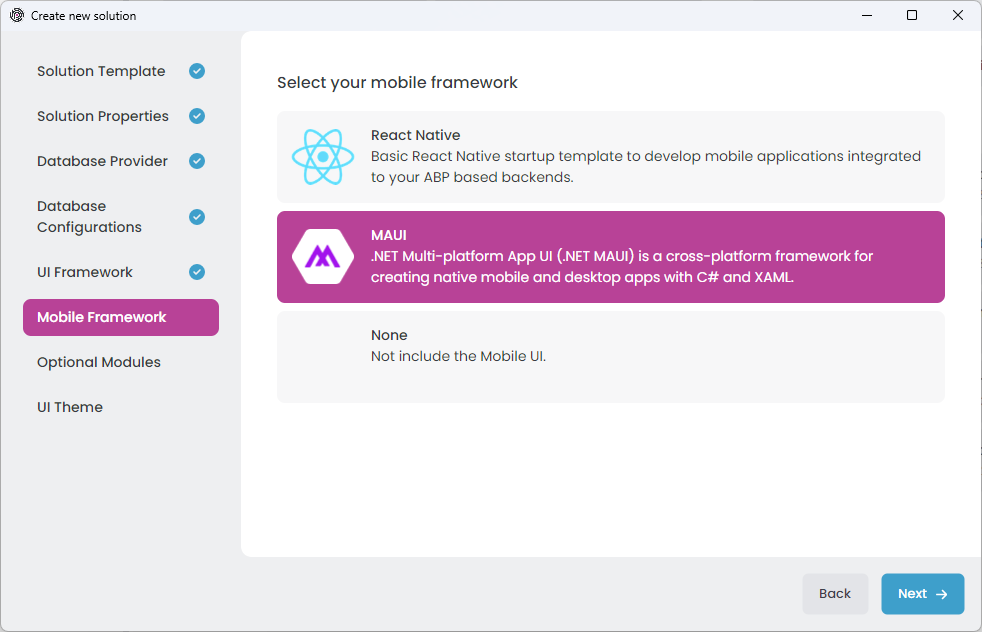 Create new solution
Solution Template
Solution Properties
Database Provider
Database
Configurations
UI Framework
Mobile Framework
Optional Modules
UI Theme
Select your mobile framework
React Native
Basic React Native startup template to develop mobile applications integrated
to your ABP based backends.
MAUI
.NET Multi-platform App UI (.NET MAUI) is a cross-platform framework for
creating native mobile and desktop apps with C# and XAML.
None
Not include the Mobile UI.
Back
Next →